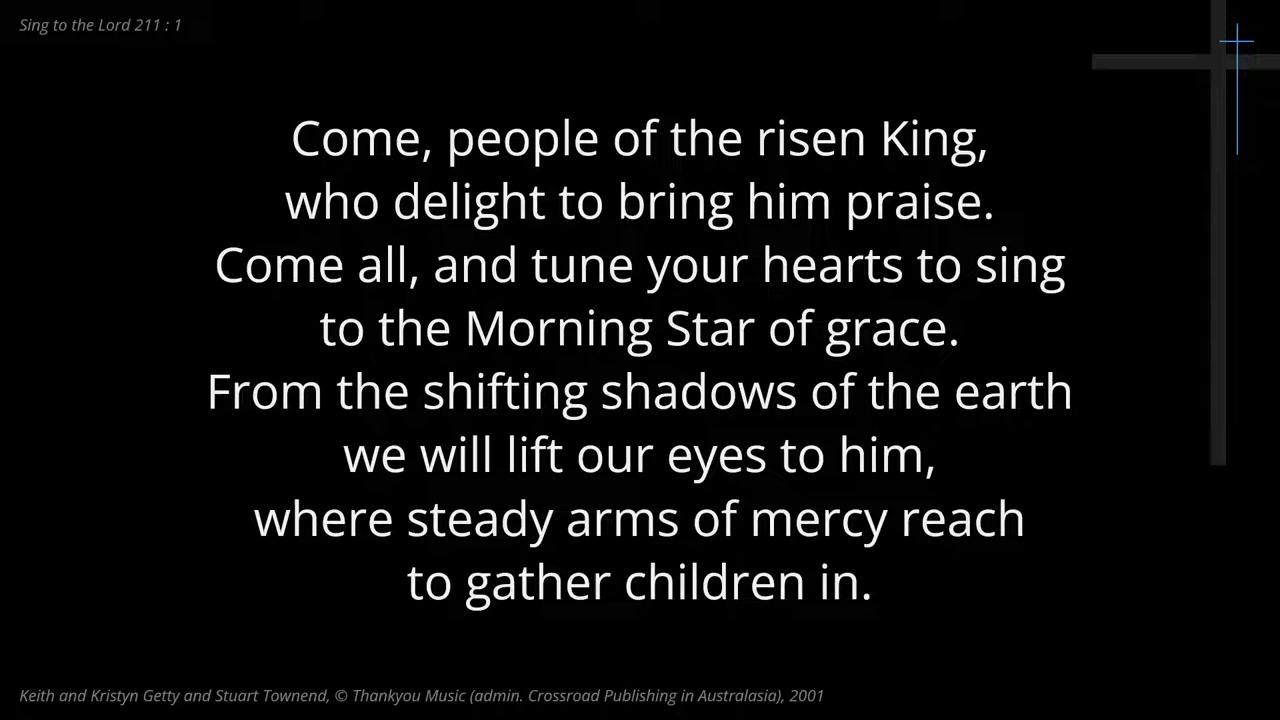 Sing to the Lord 211 : 1
Come, people of the risen King,
who delight to bring him praise.
Come all, and tune your hearts to sing
to the Morning Star of grace.
From the shifting shadows of the earth
we will lift our eyes to him,
where steady arms of mercy reach
to gather children in.
Keith and Kristyn Getty and Stuart Townend, © Thankyou Music (admin. Crossroad Publishing in Australasia), 2001